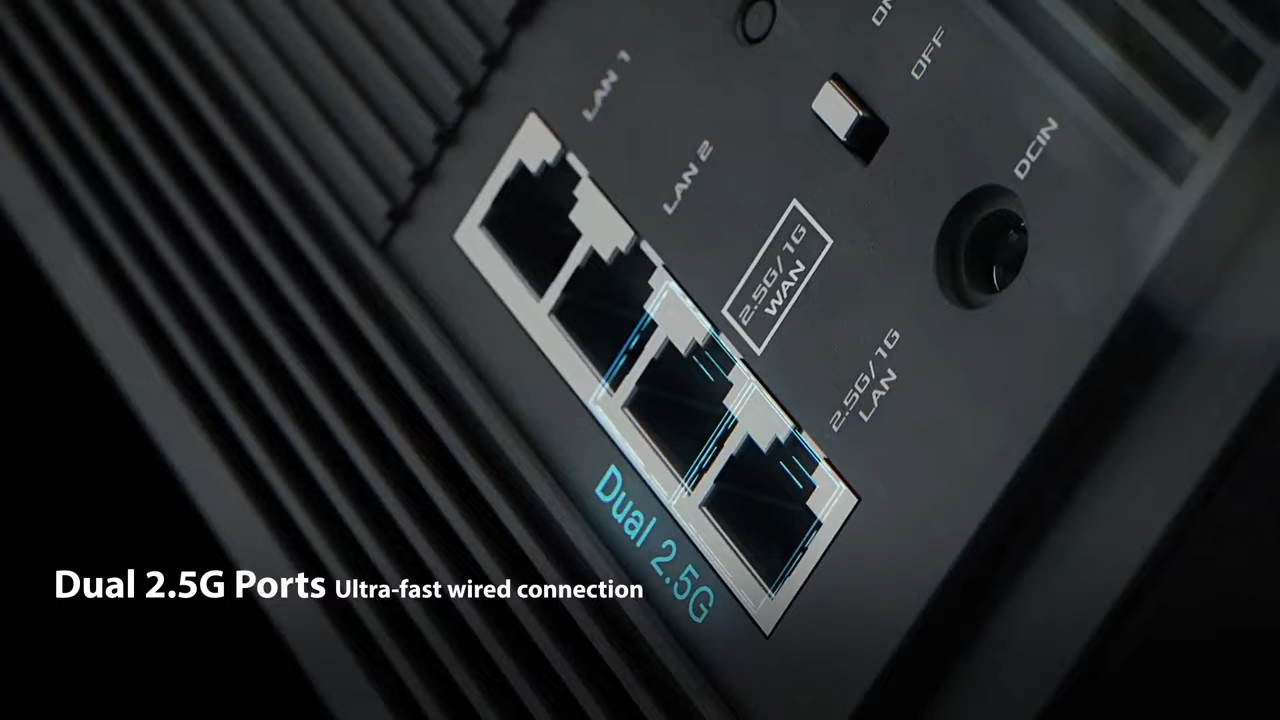 ON
OFF
LAN 1
DCIN
LAN 2
2.5G/1G
WAN
2.5G/1G
LAN
Dual 2.5G
Dual 2.5G Ports Ultra-fast wired connection